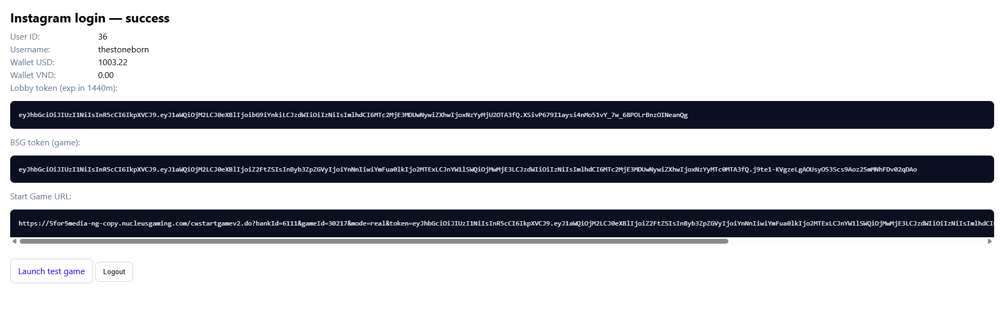 Instagram login — success
User ID: 36
Username: thestoneborn
Wallet USD: 1003.22
Wallet VND: 0.00
Lobby token (exp in 1440m):
eyJhbGciOiJIUzI1NiIsInR5cCI6IkpXVCJ9.eyJ1aWQiOjM2LCJ0eXBlIjoibG9iYnkiLCJzdWIiOiIzNiIsImlhdCI6MTc2MjE3MDUwNywiZXhwIjoxNzYyMjU2OTA3fQ.XSivP679I1aysi4nMo51vY_7w_68POLrBnzOINeanQg
BSG token (game):
eyJhbGciOiJIUzI1NiIsInR5cCI6IkpXVCJ9.eyJ1aWQiOjM2LCJ0eXBlIjoiZ2FtZSIsInByb3ZpZGVyIjoiYnNnIiwiYmFua0lkIjo2MTExLCJnYW1lSWQiOjMwMjE3LCJzdWIiOiIzNiIsImlhdCI6MTc2MjE3MDUwNywiZXhwIjoxNzYyMTc0MTA3fQ.j9te1-KVgzeLgAOUsyO53Scs9Aoz25mMNhFDv02qDAo
Start Game URL:
https://5for5media-ng-copy.nucleusgaming.com/cwstartgamev2.do?bankId=6111&gameId=30217&mode=real&token=eyJhbGciOiJIUzI1NiIsInR5cCI6IkpXVCJ9.eyJ1aWQiOjM2LCJ0eXBlIjoiZ2FtZSIsInByb3ZpZGVyIjoiYnNnIiwiYmFua0lkIjo2MTExLCJnYW1lSWQiOjMwMjE3LCJzdWIiOiIzNiIsImlhdCI
Launch test game Logout